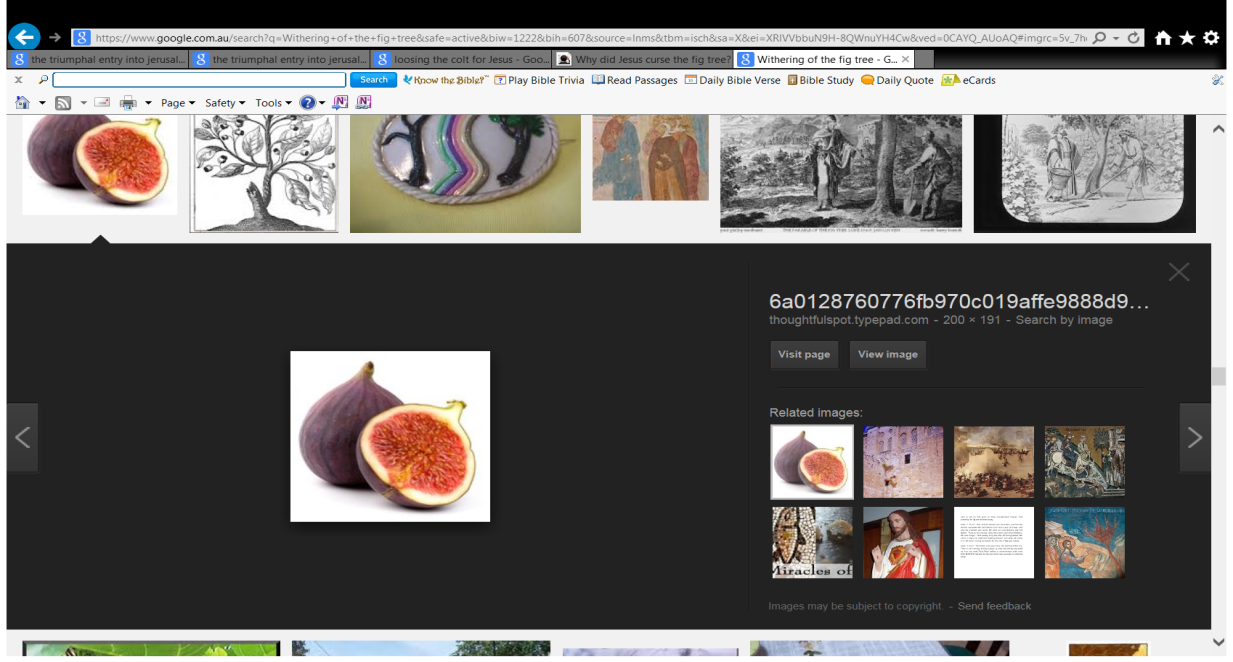 https://www.google.com.au/search?q=Withering+of+the+fig+tree&safe=active&biw=1222&bih=607&source=lnms&tbm=isch&sa=X&ei=XRIVVbbuN9H-8QWnuYH4Cw&ved=0CAYQ_AUoAQ#imgrc=5v_7h
the triumphal entry into jerusal... the triumphal entry into jerusal... loosing the colt for Jesus - Goo... Why did Jesus curse the fig tree? Withering of the fig tree - G... ×
x Search Know the Bible?™ Play Bible Trivia Read Passages Daily Bible Verse Bible Study Daily Quote eCards
Page Safety Tools
6a0128760776fb970c019affe9888d9...
thoughtfulspot.typepad.com - 200 × 191 - Search by image
Visit page View image
Related images:
Miracles of
Images may be subject to copyright. - Send feedback